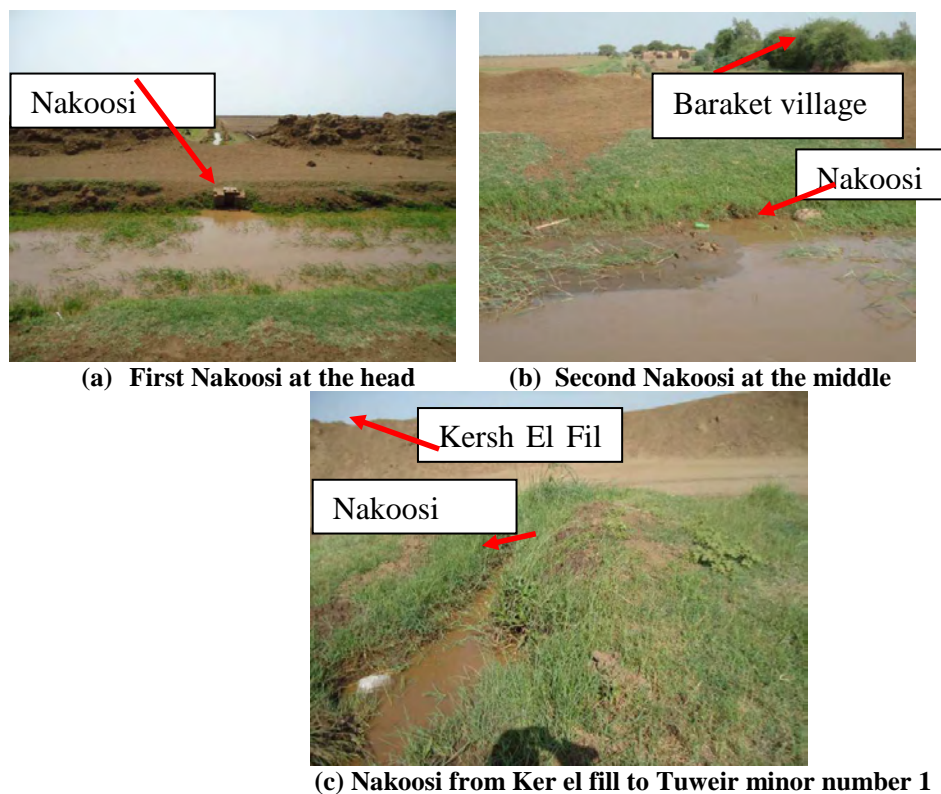 Nakoosi
Baraket village
Nakoosi
(a) First Nakoosi at the head
(b) Second Nakoosi at the middle
Kersh El Fil
Nakoosi
(c) Nakoosi from Ker el fill to Tuweir minor number 1